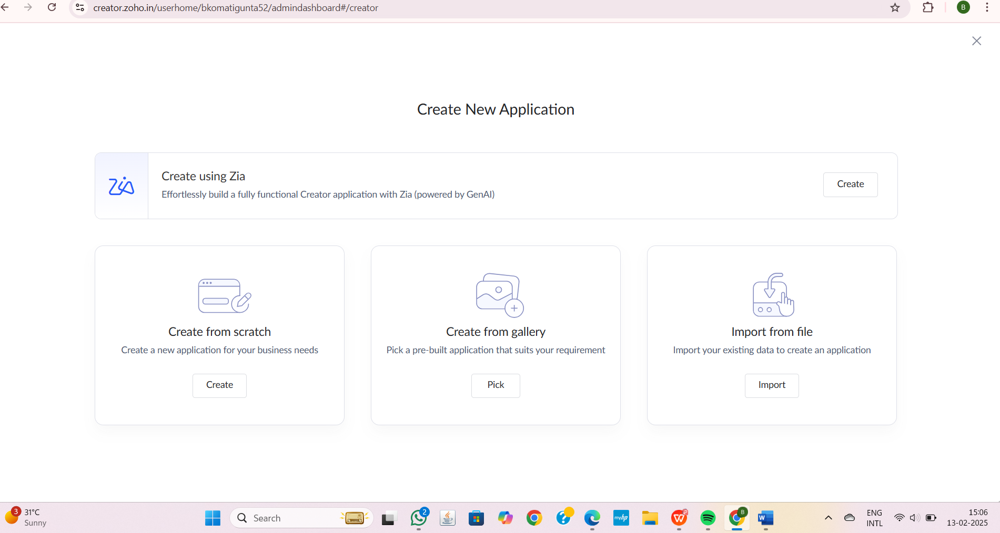 creator.zoho.in/userhome/bkomatigunta52/admindashboard#/creator
B
Create New Application
Zia
Create using Zia
Effortlessly build a fully functional Creator application with Zia (powered by GenAI)
Create
Create from scratch
Create a new application for your business needs
Create
Create from gallery
Pick a pre-built application that suits your requirement
Pick
Import from file
Import your existing data to create an application
Import
3
31°C
Sunny
Search
2
myhp
W
B
W
ENG
INTL
15:06
13-02-2025